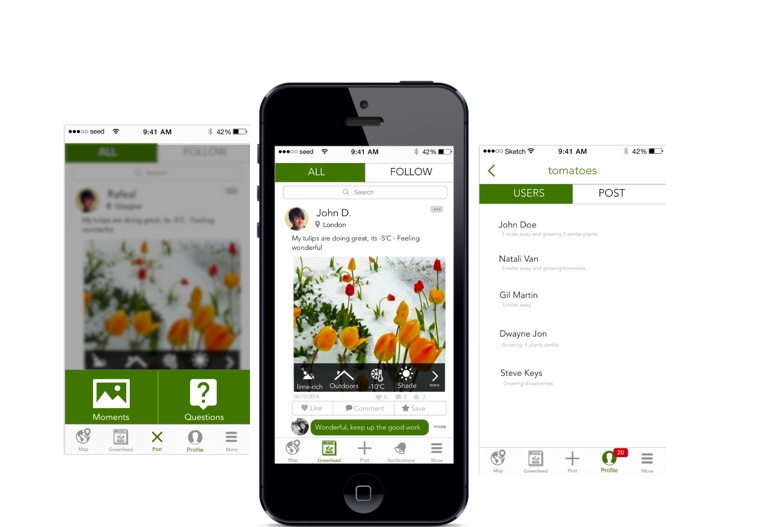 seed 9:41 AM 42%
ALL FOLLOW
Search
Rafeal
Glasgow
My tulips are doing great, its -5'C - Feeling
wonderful
Moments Questions
Map Greenfeed Post Profile More
seed 9:41 AM 42%
ALL FOLLOW
Search
John D.
London
My tulips are doing great, its -5'C - Feeling
wonderful
lime-rich Outdoors -10°C Shade more
02/10/2016 5 2 2
Like Comment Save
Wonderful, keep up the good work more
Map Greenfeed Post Notifications More
Sketch 9:41 AM 42%
tomatoes
USERS POST
John Doe
3 miles away and growing 3 similar plants
Natali Van
5 miles away and growing tomatoes
Gil Martin
5 miles away
Dwayne Jon
Growing 4 plants similar
Steve Keys
Growing strawberries
20
Map Greenfeed Post Profile More